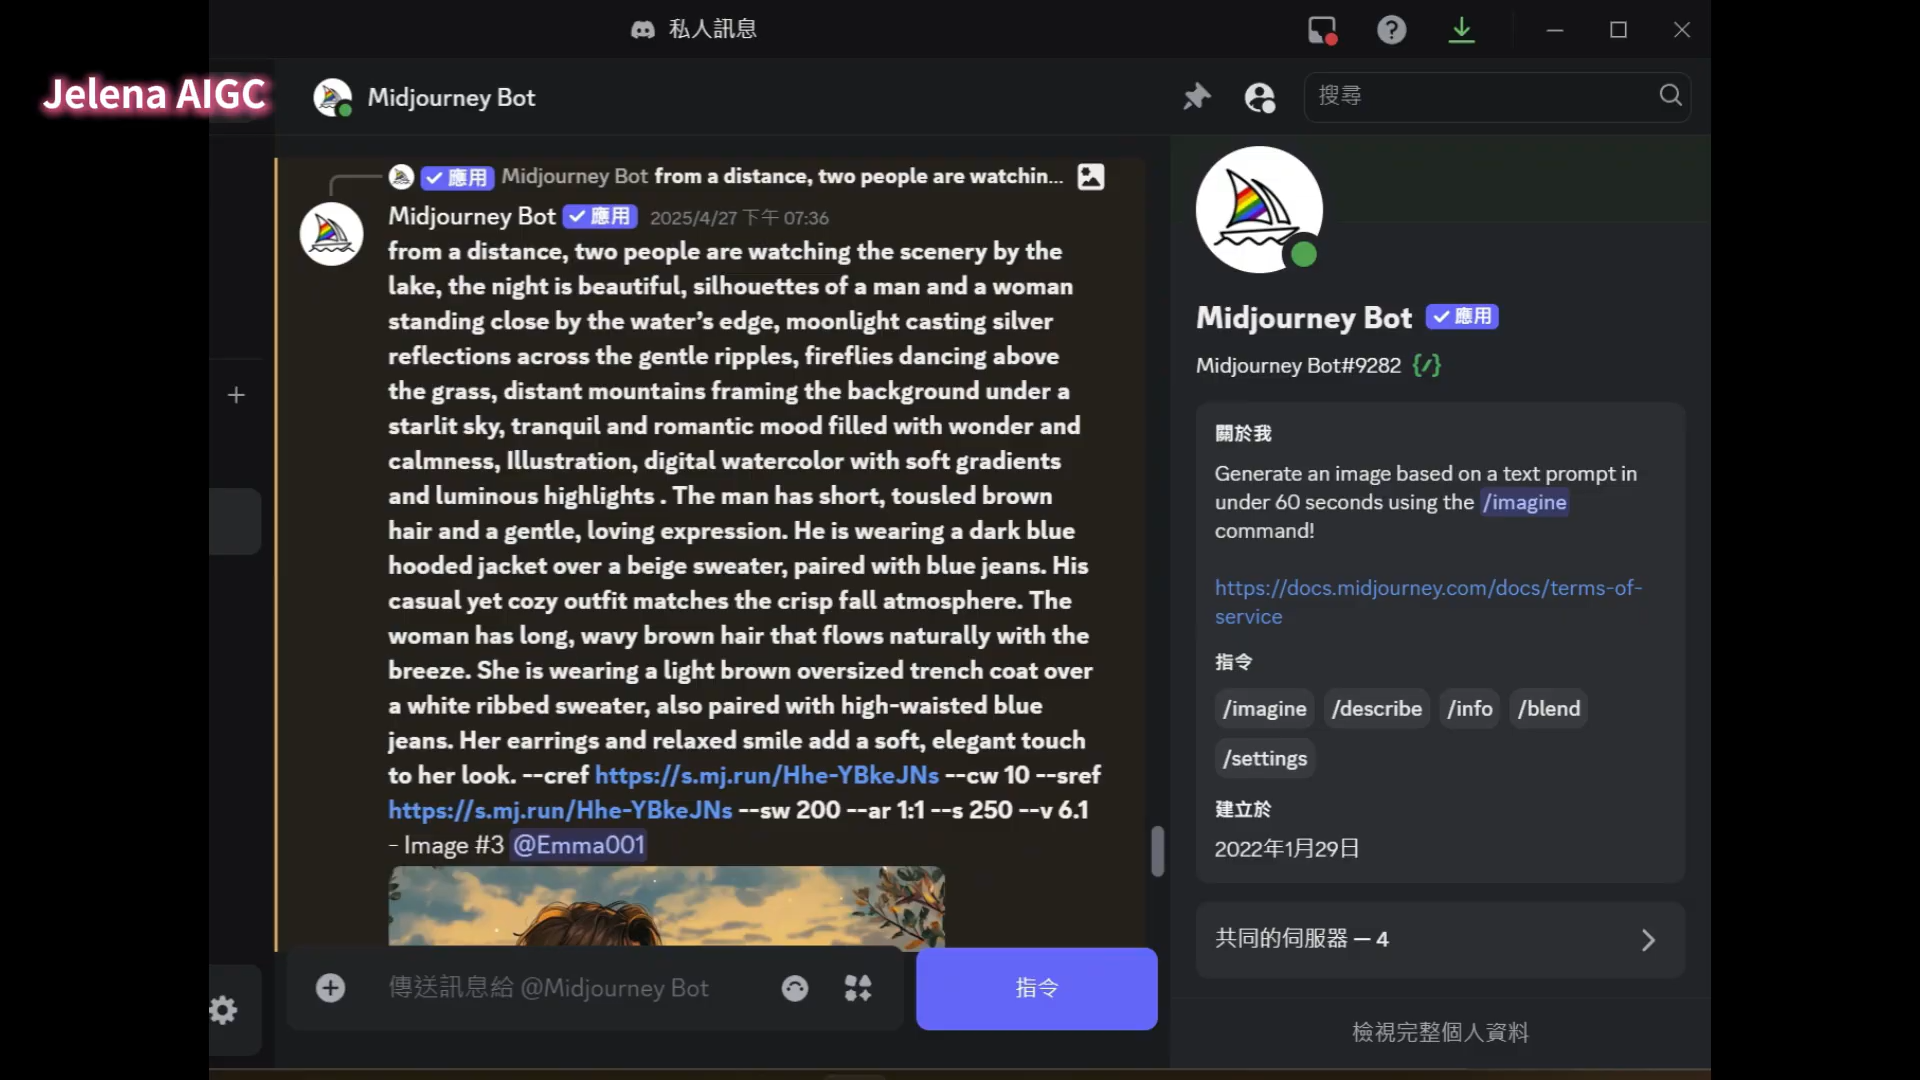 私人訊息
Jelena AIGC
Midjourney Bot
搜尋
應用 Midjourney Bot from a distance, two people are watchin...
Midjourney Bot 應用 2025/4/27 下午 07:36
from a distance, two people are watching the scenery by the
lake, the night is beautiful, silhouettes of a man and a woman
standing close by the water’s edge, moonlight casting silver
reflections across the gentle ripples, fireflies dancing above
the grass, distant mountains framing the background under a
starlit sky, tranquil and romantic mood filled with wonder and
calmness, Illustration, digital watercolor with soft gradients
and luminous highlights . The man has short, tousled brown
hair and a gentle, loving expression. He is wearing a dark blue
hooded jacket over a beige sweater, paired with blue jeans. His
casual yet cozy outfit matches the crisp fall atmosphere. The
woman has long, wavy brown hair that flows naturally with the
breeze. She is wearing a light brown oversized trench coat over
a white ribbed sweater, also paired with high-waisted blue
jeans. Her earrings and relaxed smile add a soft, elegant touch
to her look. --cref https://s.mj.run/Hhe-YBkeJNs --cw 10 --sref
https://s.mj.run/Hhe-YBkeJNs --sw 200 --ar 1:1 --s 250 --v 6.1
- Image #3 @Emma001
傳送訊息給 @Midjourney Bot
指令
Midjourney Bot 應用
Midjourney Bot#9282
關於我
Generate an image based on a text prompt in
under 60 seconds using the /imagine
command!
https://docs.midjourney.com/docs/terms-of-
service
指令
/imagine /describe /info /blend
/settings
建立於
2022年1月29日
共同的伺服器 — 4
檢視完整個人資料